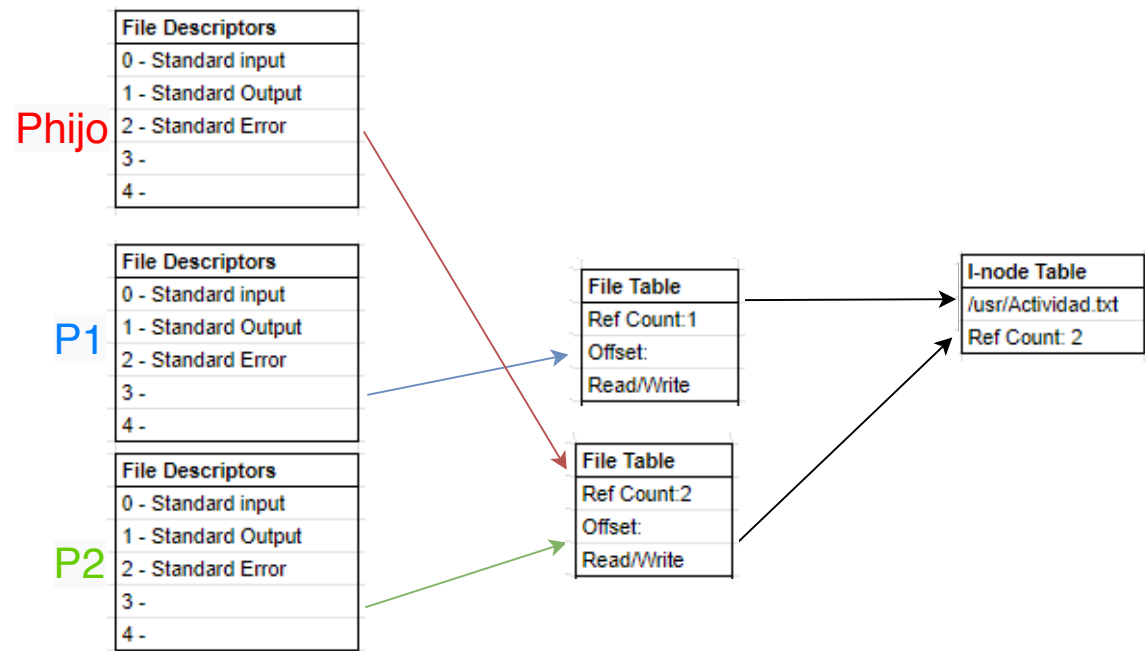 File Descriptors
0 - Standard input
1 - Standard Output
2 - Standard Error
3 -
4 -
Phijo
File Descriptors
0 - Standard input
1 - Standard Output
2 - Standard Error
3 -
4 -
P1
File Descriptors
0 - Standard input
1 - Standard Output
2 - Standard Error
3 -
4 -
P2
File Table
Ref Count:1
Offset:
Read/Write
File Table
Ref Count:2
Offset:
Read/Write
I-node Table
/usr/Actividad.txt
Ref Count: 2